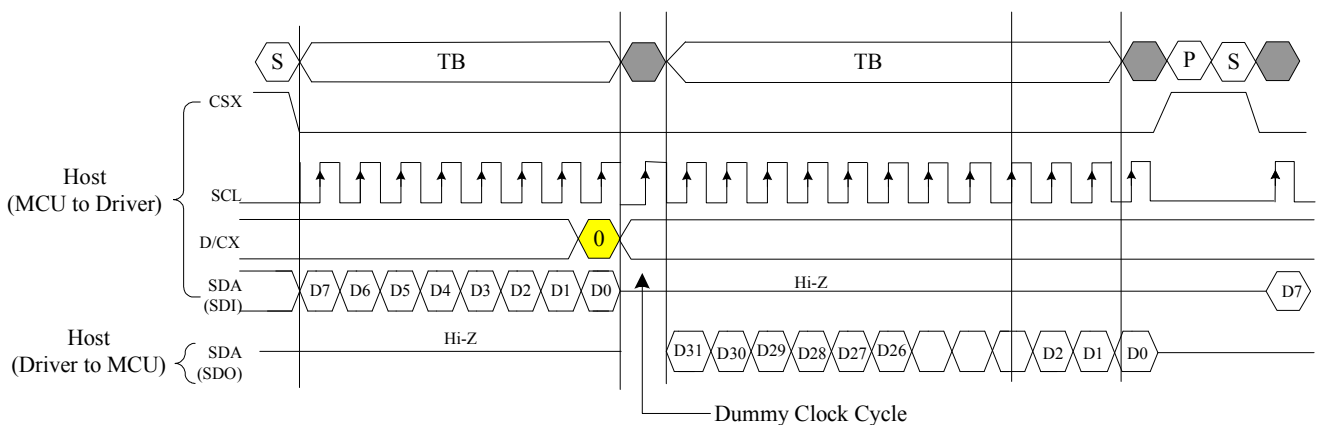 S TB TB P S
CSX
Host
(MCU to Driver)
SCL
D/CX 0
SDA
(SDI)
D7 D6 D5 D4 D3 D2 D1 D0 Hi-Z D7
Host
(Driver to MCU)
SDA
(SDO)
Hi-Z D31 D30 D29 D28 D27 D26 D2 D1 D0
Dummy Clock Cycle